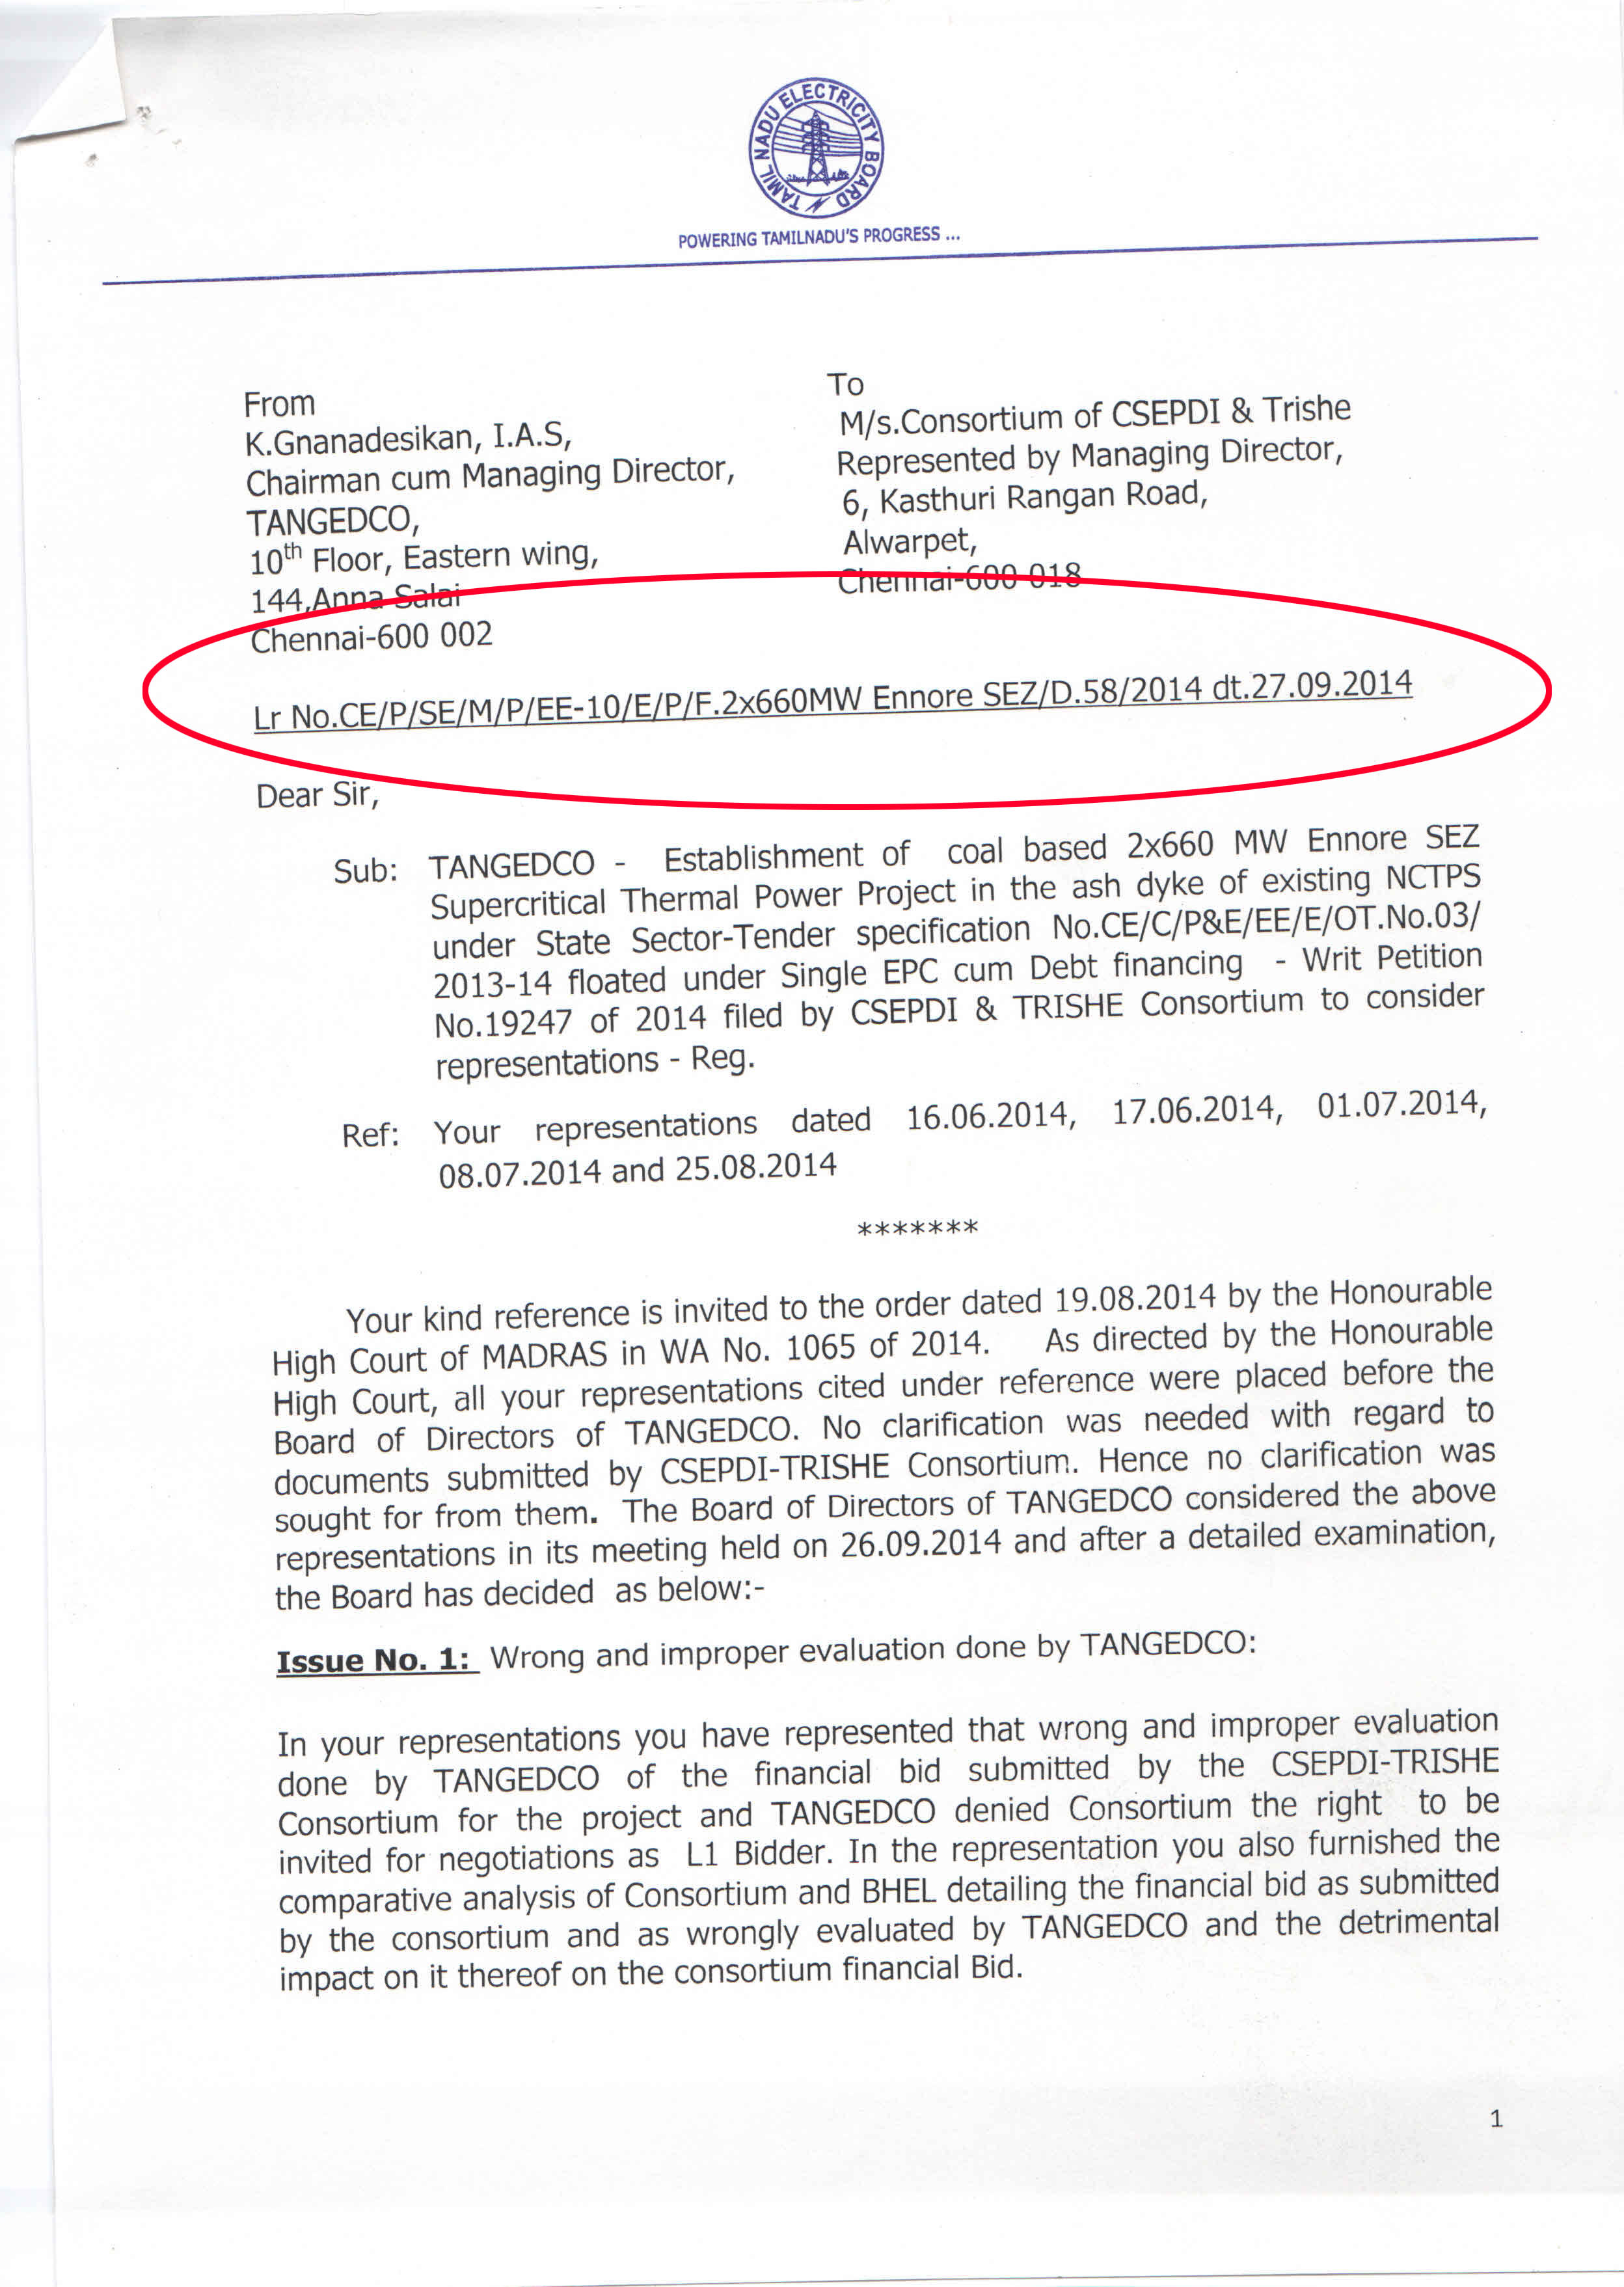 TAMIL NADU ELECTRICITY BOARD
POWERING TAMILNADU'S PROGRESS ...
From
K.Gnanadesikan, I.A.S,
Chairman cum Managing Director,
TANGEDCO,
10th Floor, Eastern wing,
144,Anna Salai
Chennai-600 002
To
M/s.Consortium of CSEPDI & Trishe
Represented by Managing Director,
6, Kasthuri Rangan Road,
Alwarpet,
Chennai-600 018
Lr No.CE/P/SE/M/P/EE-10/E/P/F.2x660MW Ennore SEZ/D.58/2014 dt.27.09.2014
Dear Sir,
Sub: TANGEDCO - Establishment of coal based 2x660 MW Ennore SEZ
Supercritical Thermal Power Project in the ash dyke of existing NCTPS
under State Sector-Tender specification No.CE/C/P&E/EE/E/OT.No.03/
2013-14 floated under Single EPC cum Debt financing - Writ Petition
No.19247 of 2014 filed by CSEPDI & TRISHE Consortium to consider
representations - Reg.
Ref: Your representations dated 16.06.2014, 17.06.2014, 01.07.2014,
08.07.2014 and 25.08.2014
*******
Your kind reference is invited to the order dated 19.08.2014 by the Honourable
High Court of MADRAS in WA No. 1065 of 2014. As directed by the Honourable
High Court, all your representations cited under reference were placed before the
Board of Directors of TANGEDCO. No clarification was needed with regard to
documents submitted by CSEPDI-TRISHE Consortium. Hence no clarification was
sought for from them. The Board of Directors of TANGEDCO considered the above
representations in its meeting held on 26.09.2014 and after a detailed examination,
the Board has decided as below:-
Issue No. 1: Wrong and improper evaluation done by TANGEDCO:
In your representations you have represented that wrong and improper evaluation
done by TANGEDCO of the financial bid submitted by the CSEPDI-TRISHE
Consortium for the project and TANGEDCO denied Consortium the right to be
invited for negotiations as L1 Bidder. In the representation you also furnished the
comparative analysis of Consortium and BHEL detailing the financial bid as submitted
by the consortium and as wrongly evaluated by TANGEDCO and the detrimental
impact on it thereof on the consortium financial Bid.
1